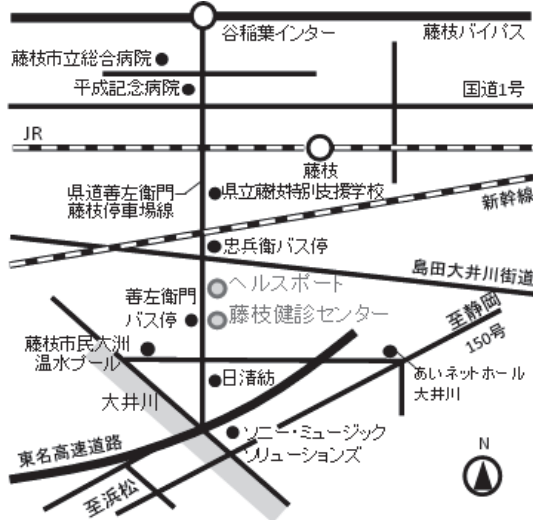 谷稲葉インター
藤枝バイパス
藤枝市立総合病院
平成記念病院
国道1号
JR
藤枝
県道善左衛門
藤枝停車場線
県立藤枝特別支援学校
新幹線
忠兵衛バス停
島田大井川街道
ヘルスポート
善左衛門
バス停
藤枝健診センター
至静岡
150号
藤枝市民大洲
温水プール
あいネットホール
大井川
日清紡
大井川
東名高速道路
ソニー・ミュージック
ソリューションズ
至浜松
N